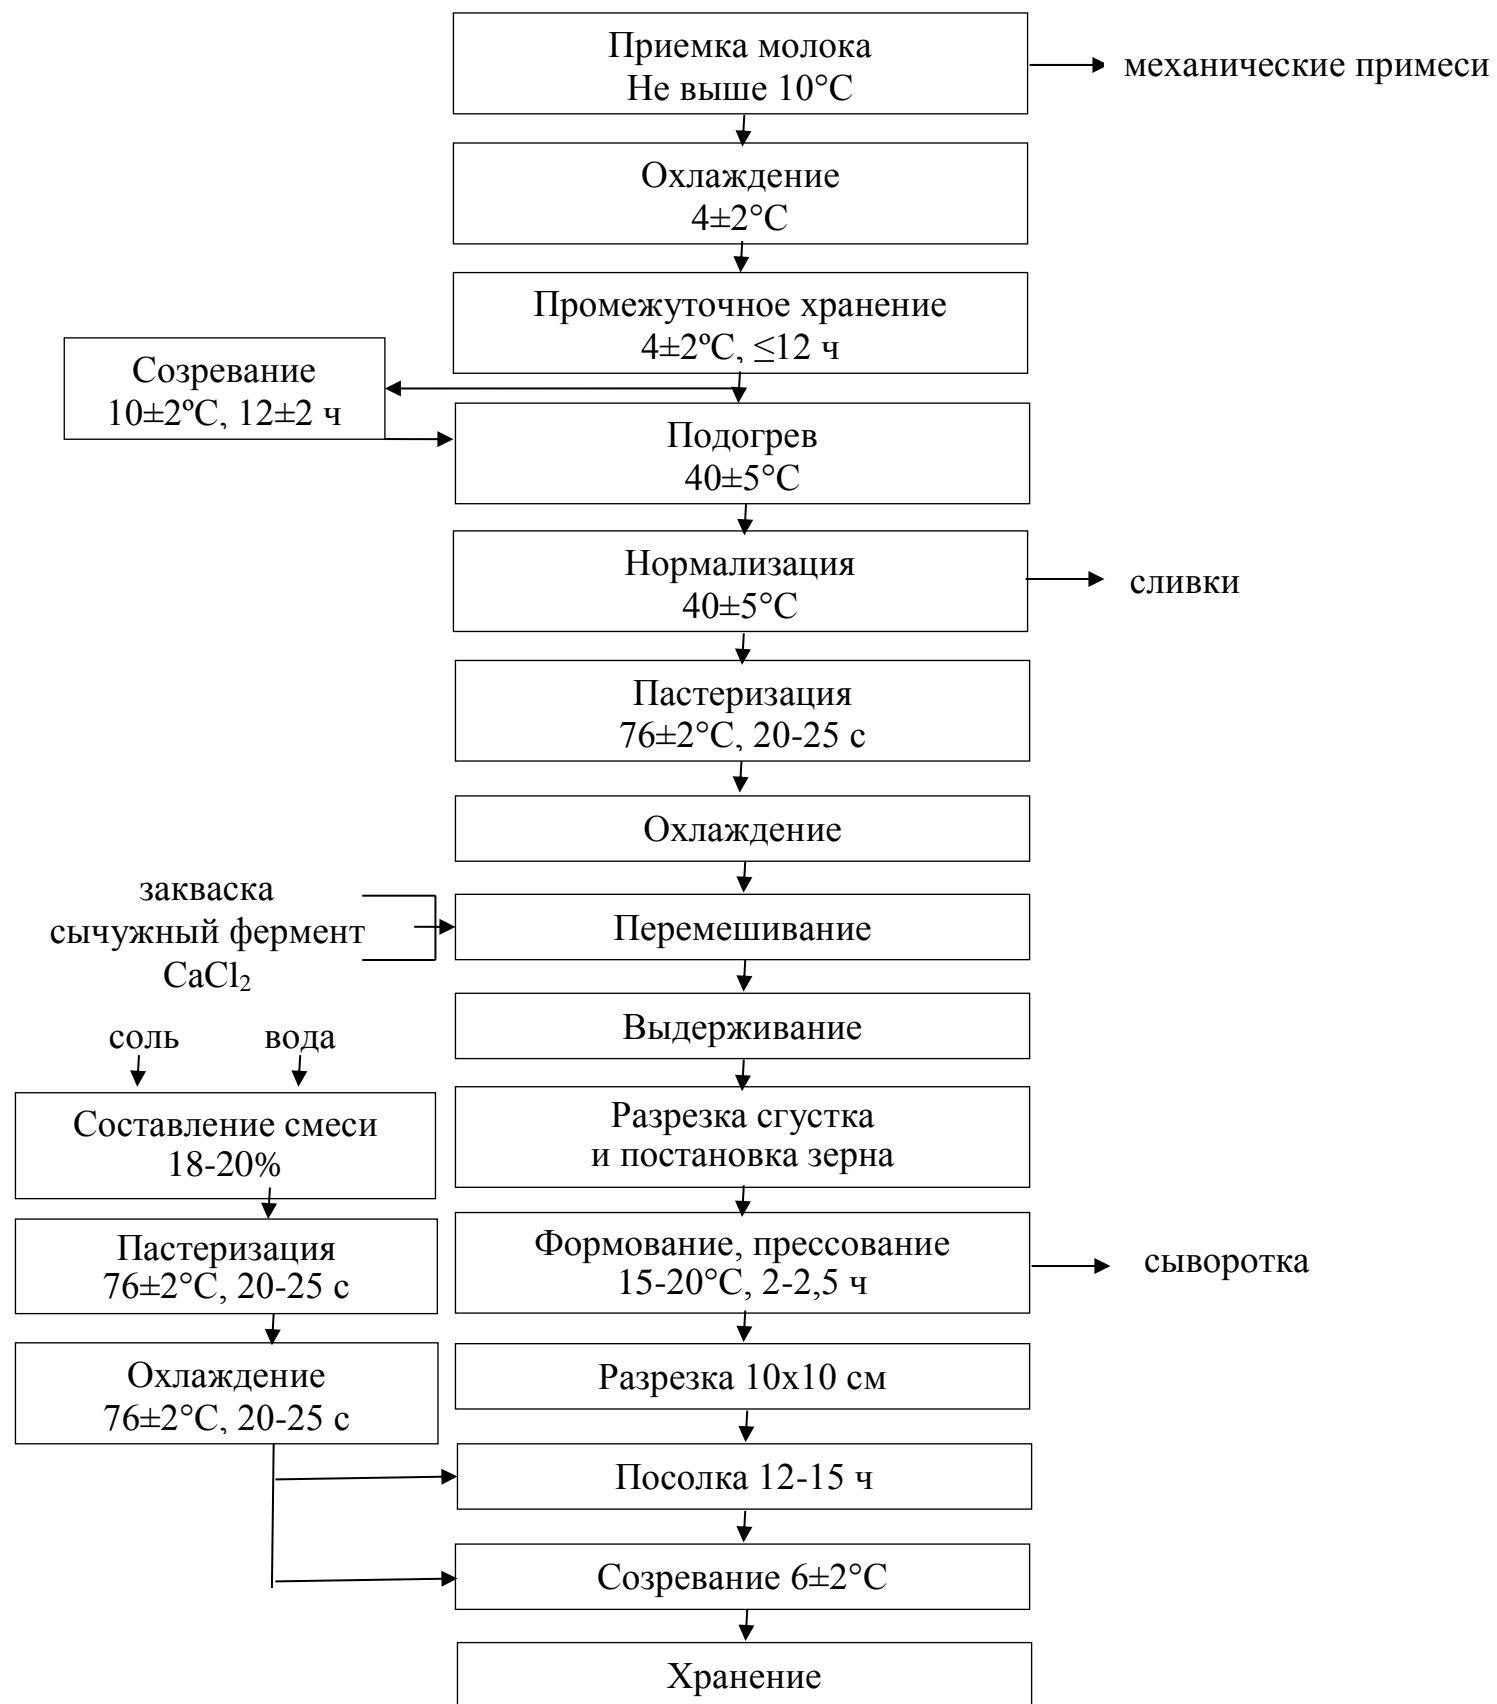 Приемка молока
Не выше 10°С
механические примеси
Охлаждение
4±2°С
Промежуточное хранение
4±2ºС, ≤12 ч
Созревание
10±2ºС, 12±2 ч
Подогрев
40±5°С
Нормализация
40±5°С
сливки
Пастеризация
76±2°С, 20-25 с
Охлаждение
закваска
сычужный фермент
CaCl₂
Перемешивание
Выдерживание
соль вода
Составление смеси
18-20%
Разрезка сгустка
и постановка зерна
Пастеризация
76±2°С, 20-25 с
Формование, прессование
15-20°С, 2-2,5 ч
сыворотка
Охлаждение
76±2°С, 20-25 с
Разрезка 10х10 см
Посолка 12-15 ч
Созревание 6±2°С
Хранение